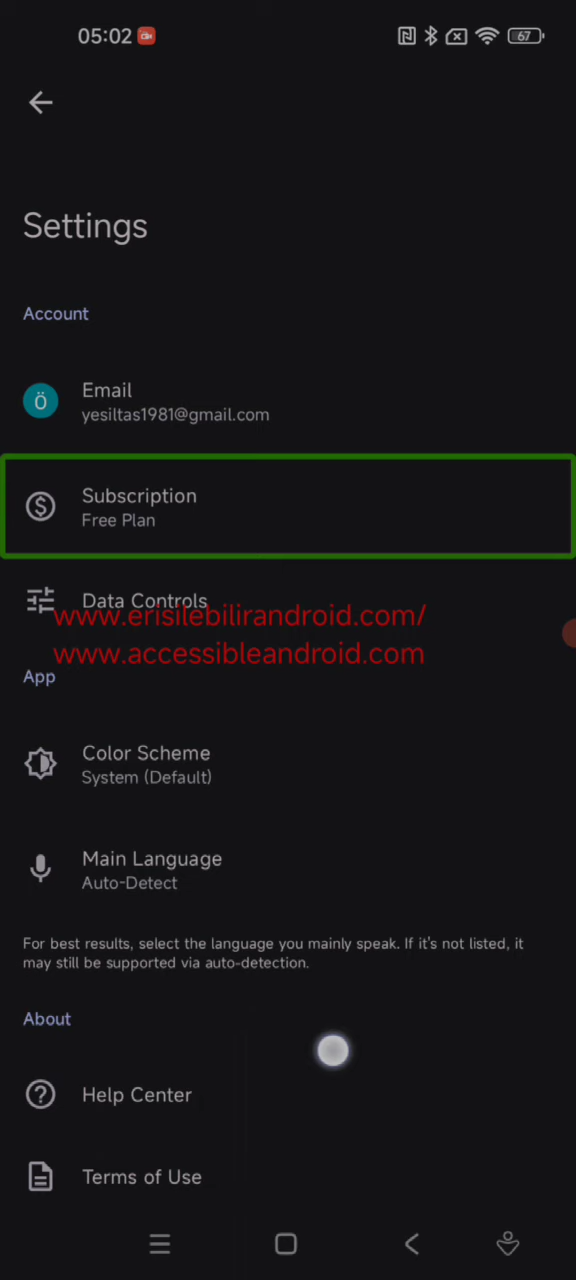 05:02
67
Settings
Account
Ö
Email
yesiltas1981@gmail.com
Subscription
Free Plan
Data Controls
www.erisilebilirandroid.com/
www.accessibleandroid.com
App
Color Scheme
System (Default)
Main Language
Auto-Detect
For best results, select the language you mainly speak. If it's not listed, it
may still be supported via auto-detection.
About
Help Center
Terms of Use